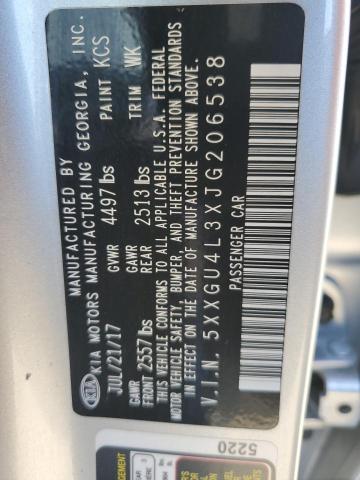 MANUFACTURED BY
KIA MOTORS MANUFACTURING GEORGIA, INC.
KIA
JUL/21/17 GVWR 4497 lbs PAINT KCS
GAWR FRONT 2557 lbs GAWR REAR 2513 lbs TRIM WK
THIS VEHICLE CONFORMS TO ALL APPLICABLE U.S.A. FEDERAL
MOTOR VEHICLE SAFETY, BUMPER, AND THEFT PREVENTION STANDARDS
IN EFFECT ON THE DATE OF MANUFACTURE SHOWN ABOVE.
V.I.N. 5XXGU4L3XJG206538
PASSENGER CAR
5220